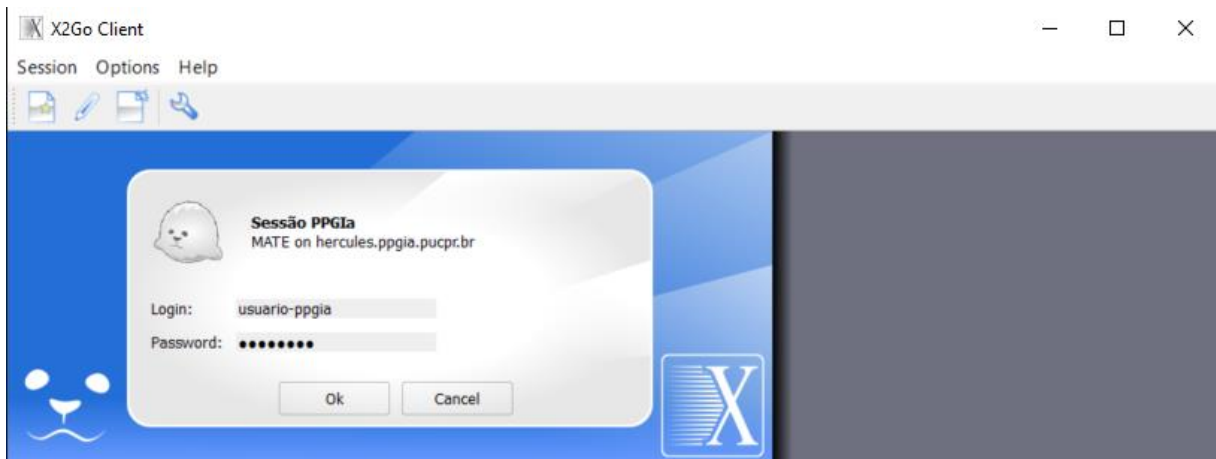 X2Go Client
Session Options Help
Sessão PPGIa
MATE on hercules.ppgia.pucpr.br
Login: usuario-ppgia
Password: ●●●●●●●●
Ok Cancel
X